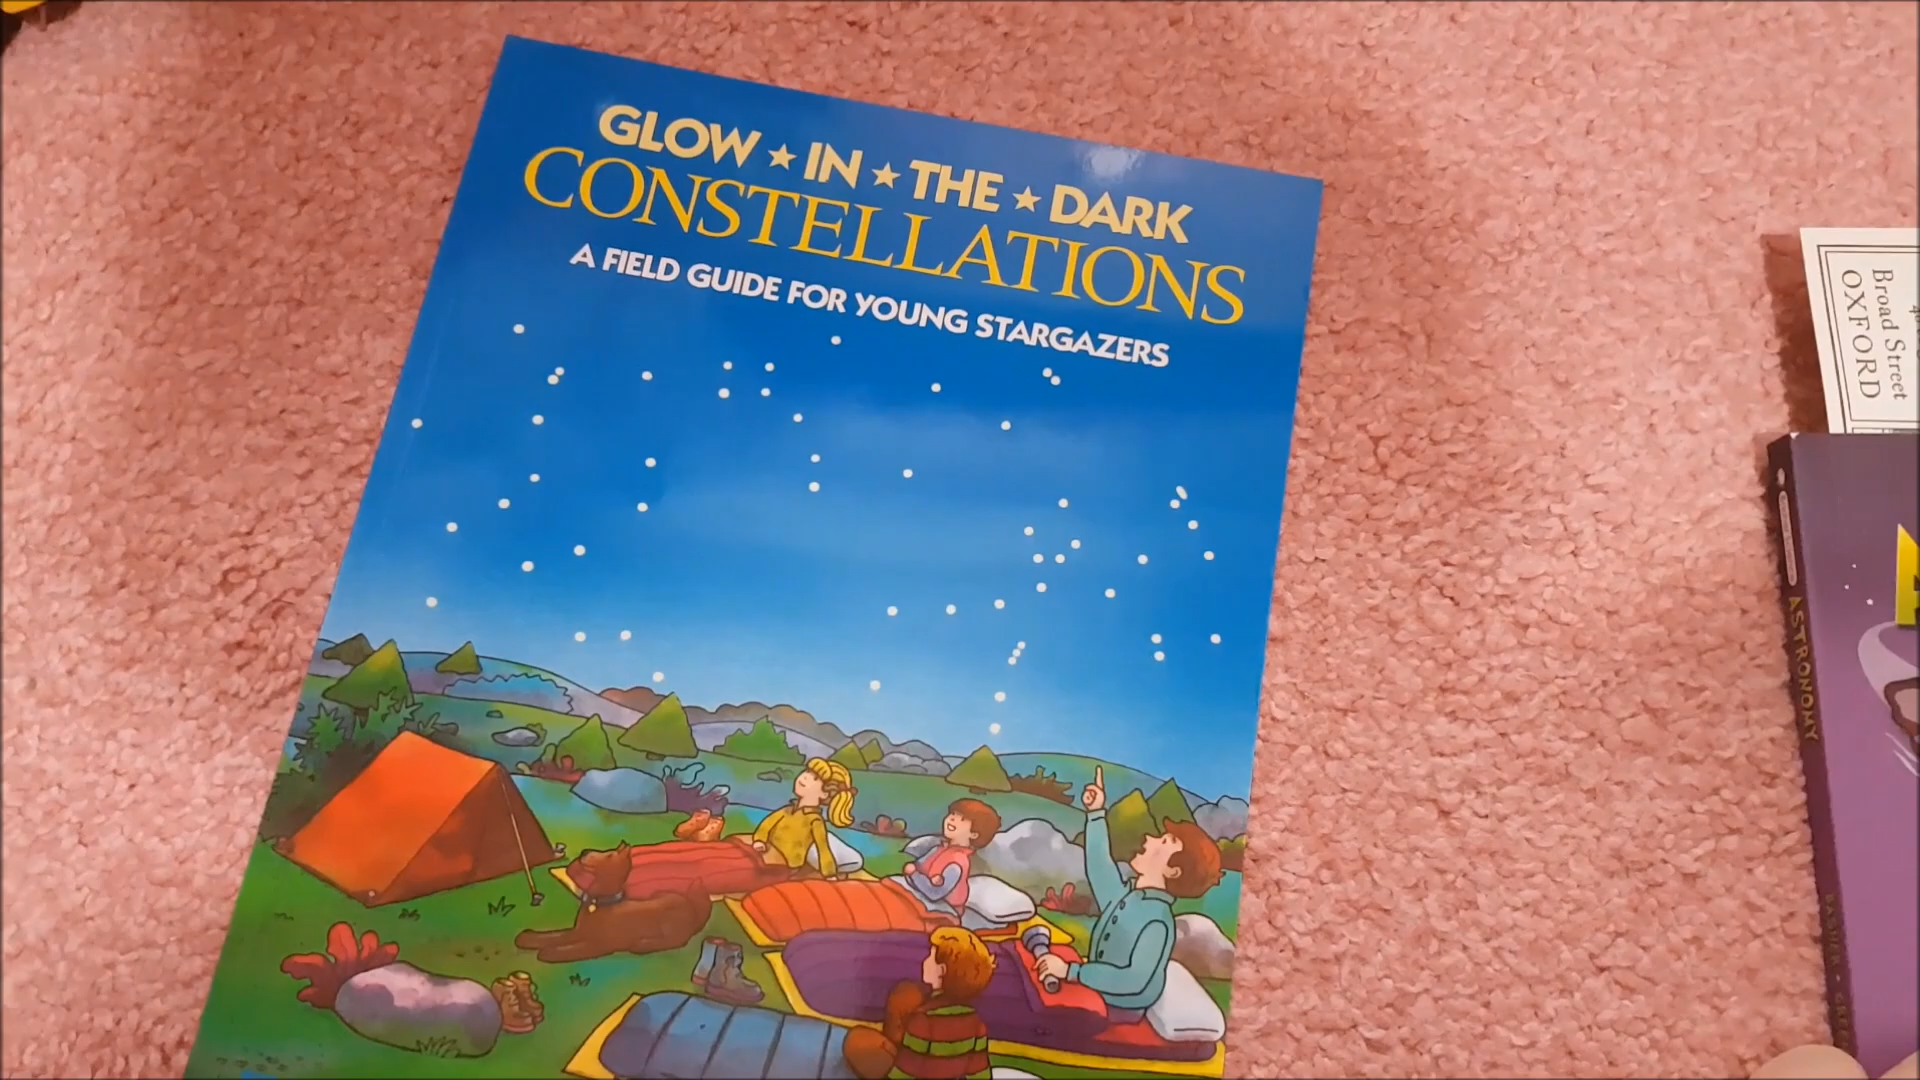 GLOW ★ IN ★ THE ★ DARK
CONSTELLATIONS
A FIELD GUIDE FOR YOUNG STARGAZERS
Broad Street
OXFORD
ASTRONOMY